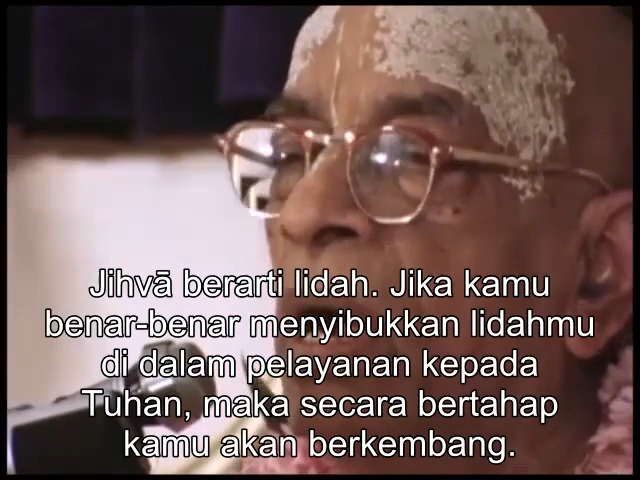 Jihvā berarti lidah. Jika kamu
benar-benar menyibukkan lidahmu
di dalam pelayanan kepada
Tuhan, maka secara bertahap
kamu akan berkembang.